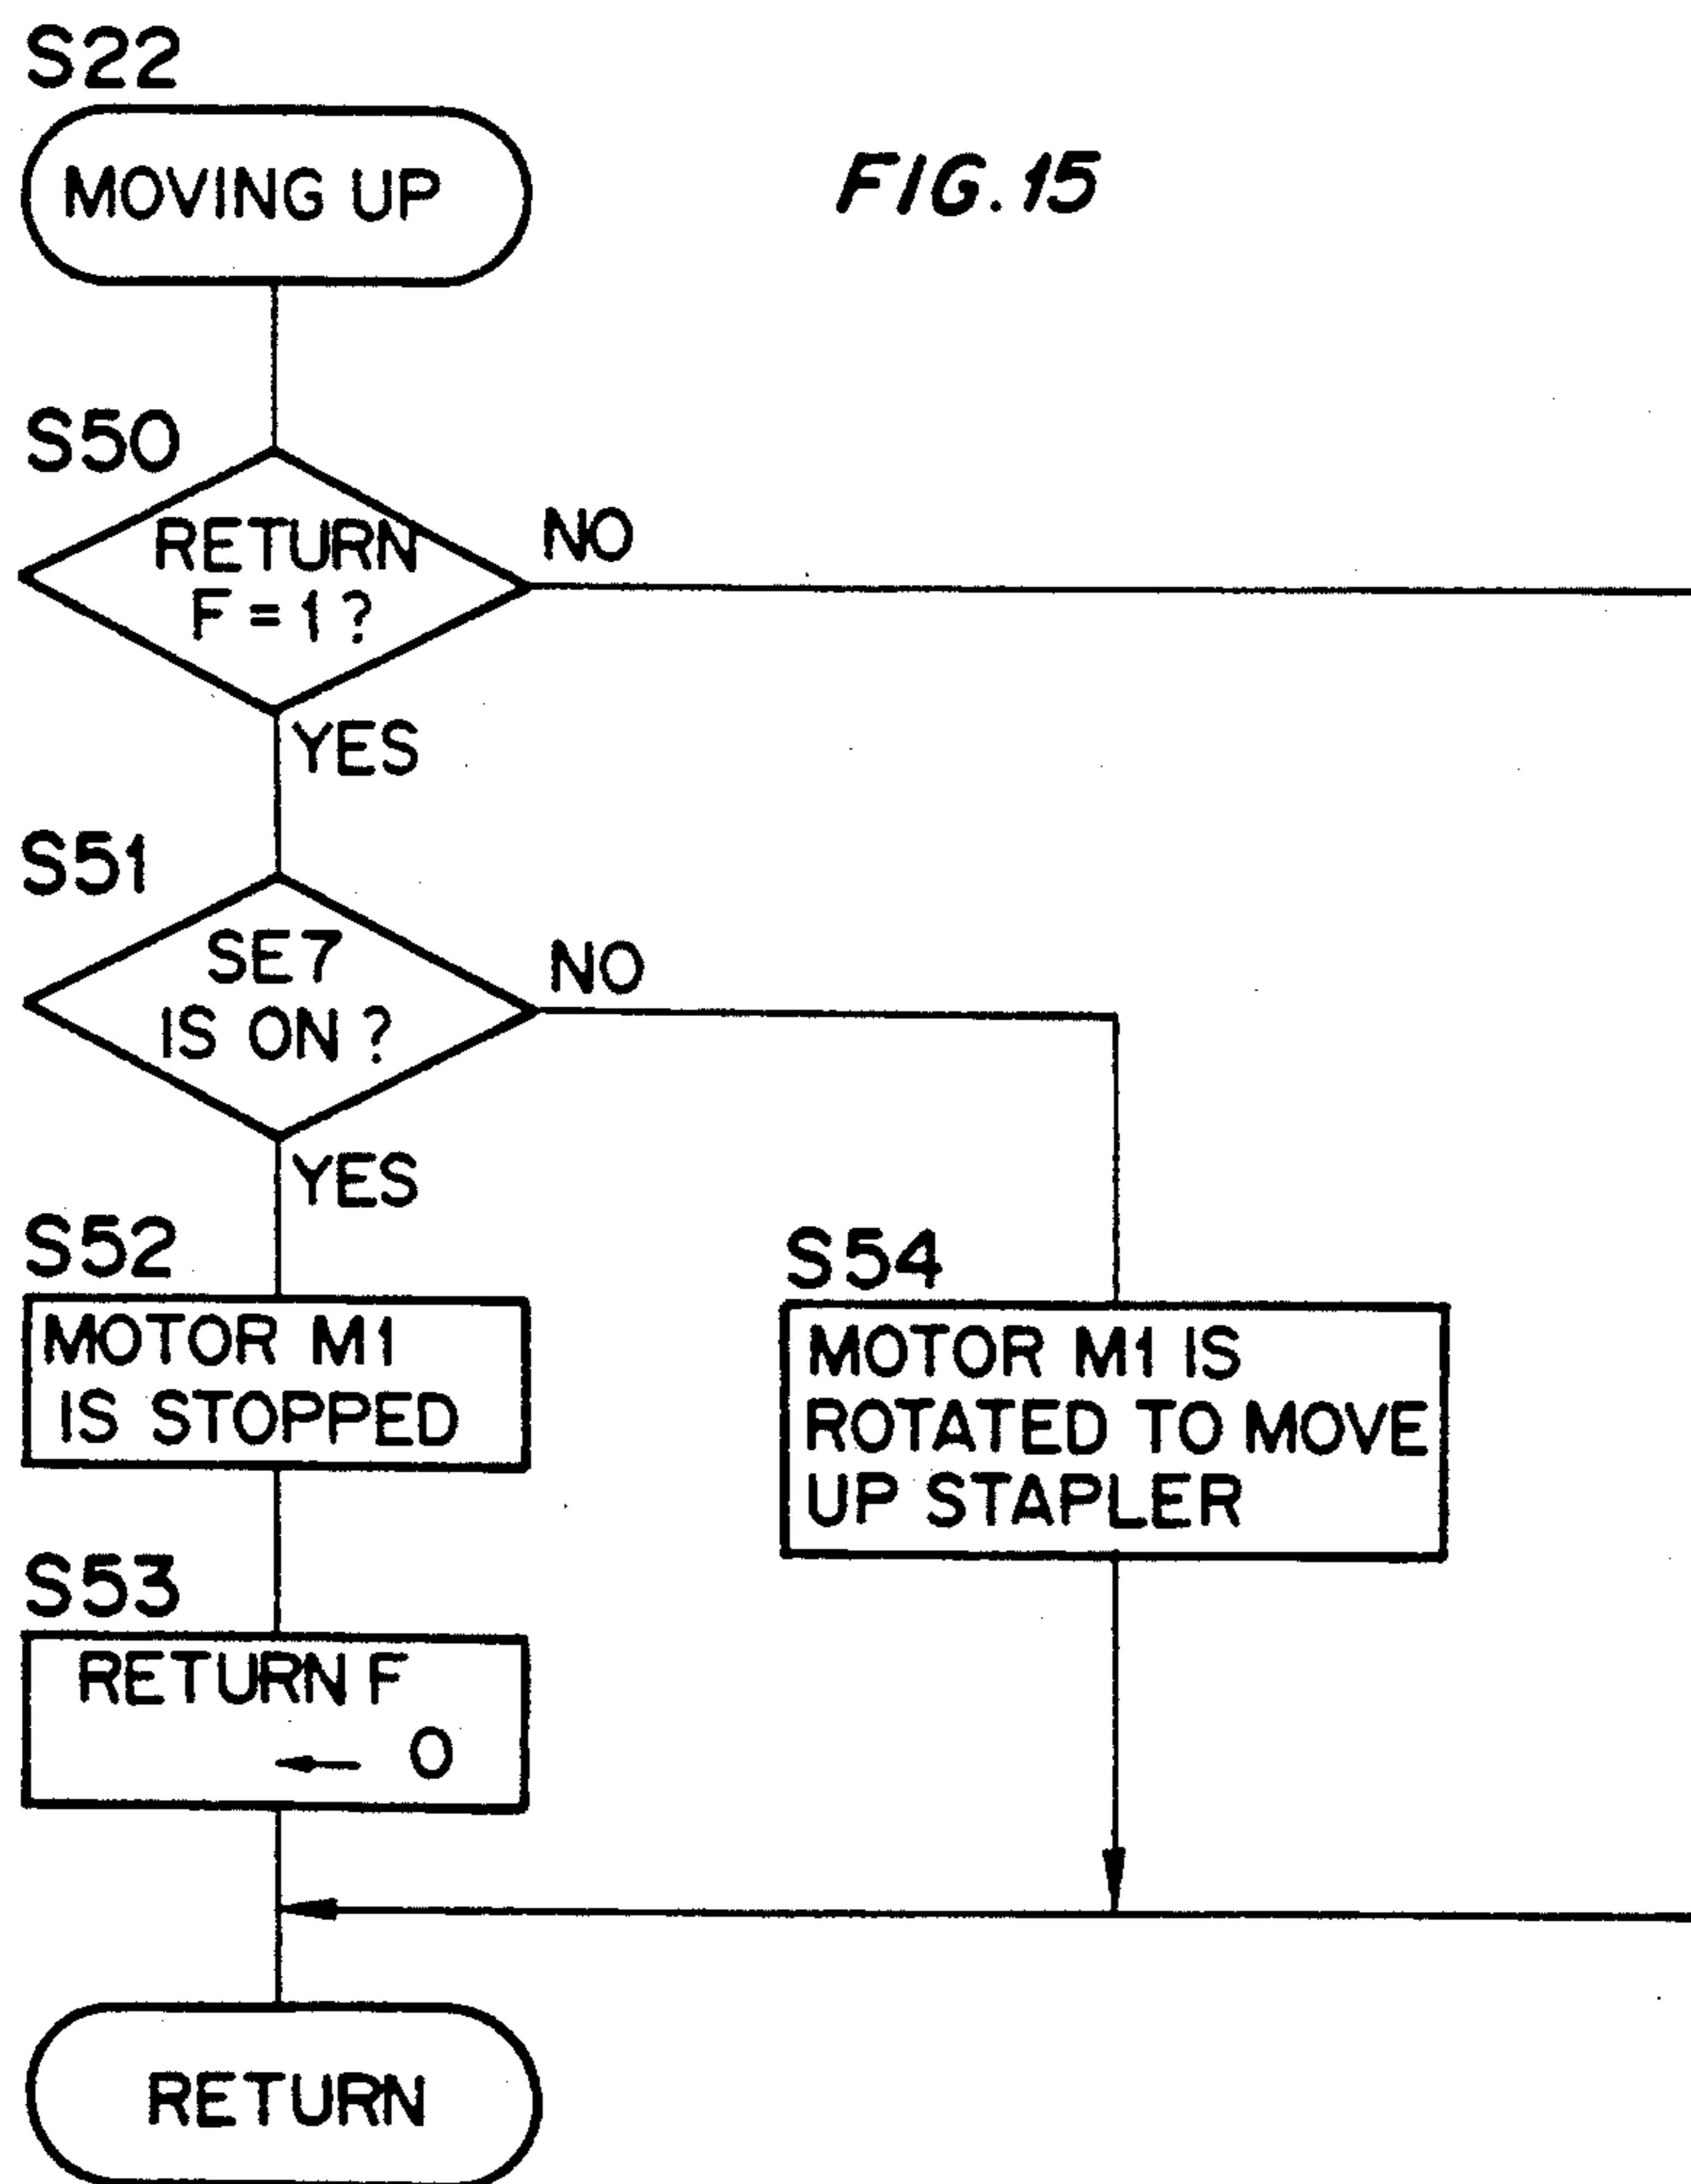 S22
MOVING UP
FIG. 15
S50
RETURN
F = 1 ?
NO
YES
S51
SE7
IS ON ?
NO
YES
S52
MOTOR M1
IS STOPPED
S54
MOTOR M1 IS
ROTATED TO MOVE
UP STAPLER
S53
RETURN F
← 0
RETURN